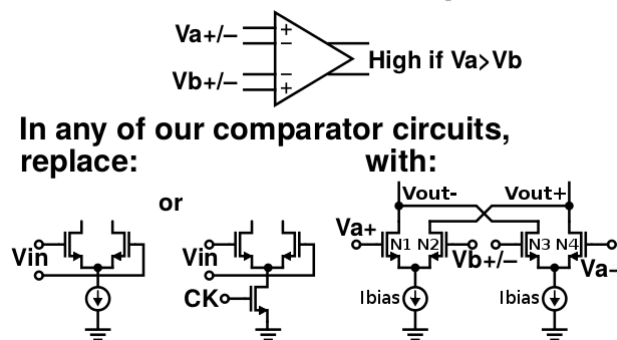 Va+/–
+
–
Vb+/–
–
+
High if Va>Vb
In any of our comparator circuits,
replace: with:
or
Vout- Vout+
Va+
Vin
Vin
N1 N2 N3 N4
Vb+/–
Va–
CK
Ibias
Ibias